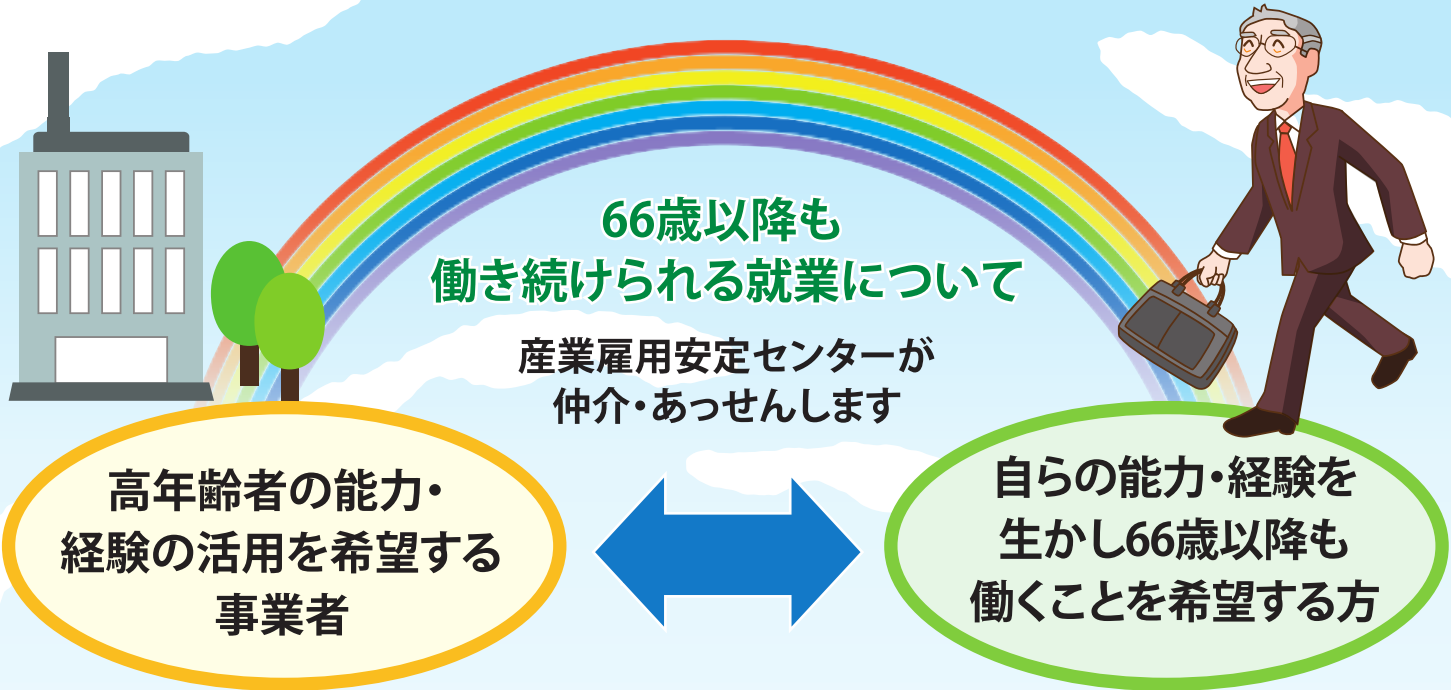 66歳以降も
働き続けられる就業について
産業雇用安定センターが
仲介・あっせんします
高年齢者の能力・
経験の活用を希望する
事業者
自らの能力・経験を
生かし66歳以降も
働くことを希望する方